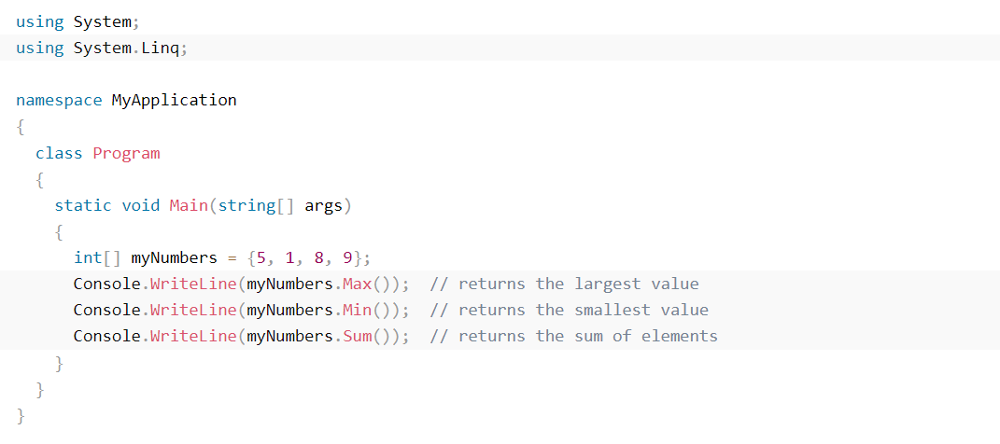 using System;
using System.Linq;

namespace MyApplication
{
  class Program
  {
    static void Main(string[] args)
    {
      int[] myNumbers = {5, 1, 8, 9};
      Console.WriteLine(myNumbers.Max());  // returns the largest value
      Console.WriteLine(myNumbers.Min());  // returns the smallest value
      Console.WriteLine(myNumbers.Sum());  // returns the sum of elements
    }
  }
}